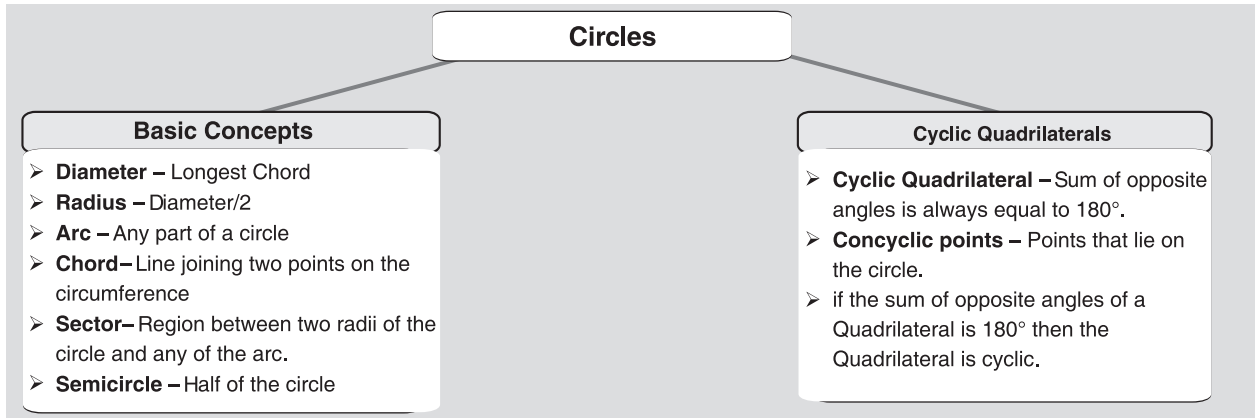 Circles
Basic Concepts
➢ Diameter – Longest Chord
➢ Radius – Diameter/2
➢ Arc – Any part of a circle
➢ Chord– Line joining two points on the
circumference
➢ Sector– Region between two radii of the
circle and any of the arc.
➢ Semicircle – Half of the circle
Cyclic Quadrilaterals
➢ Cyclic Quadrilateral – Sum of opposite
angles is always equal to 180°.
➢ Concyclic points – Points that lie on
the circle.
➢ if the sum of opposite angles of a
Quadrilateral is 180° then the
Quadrilateral is cyclic.